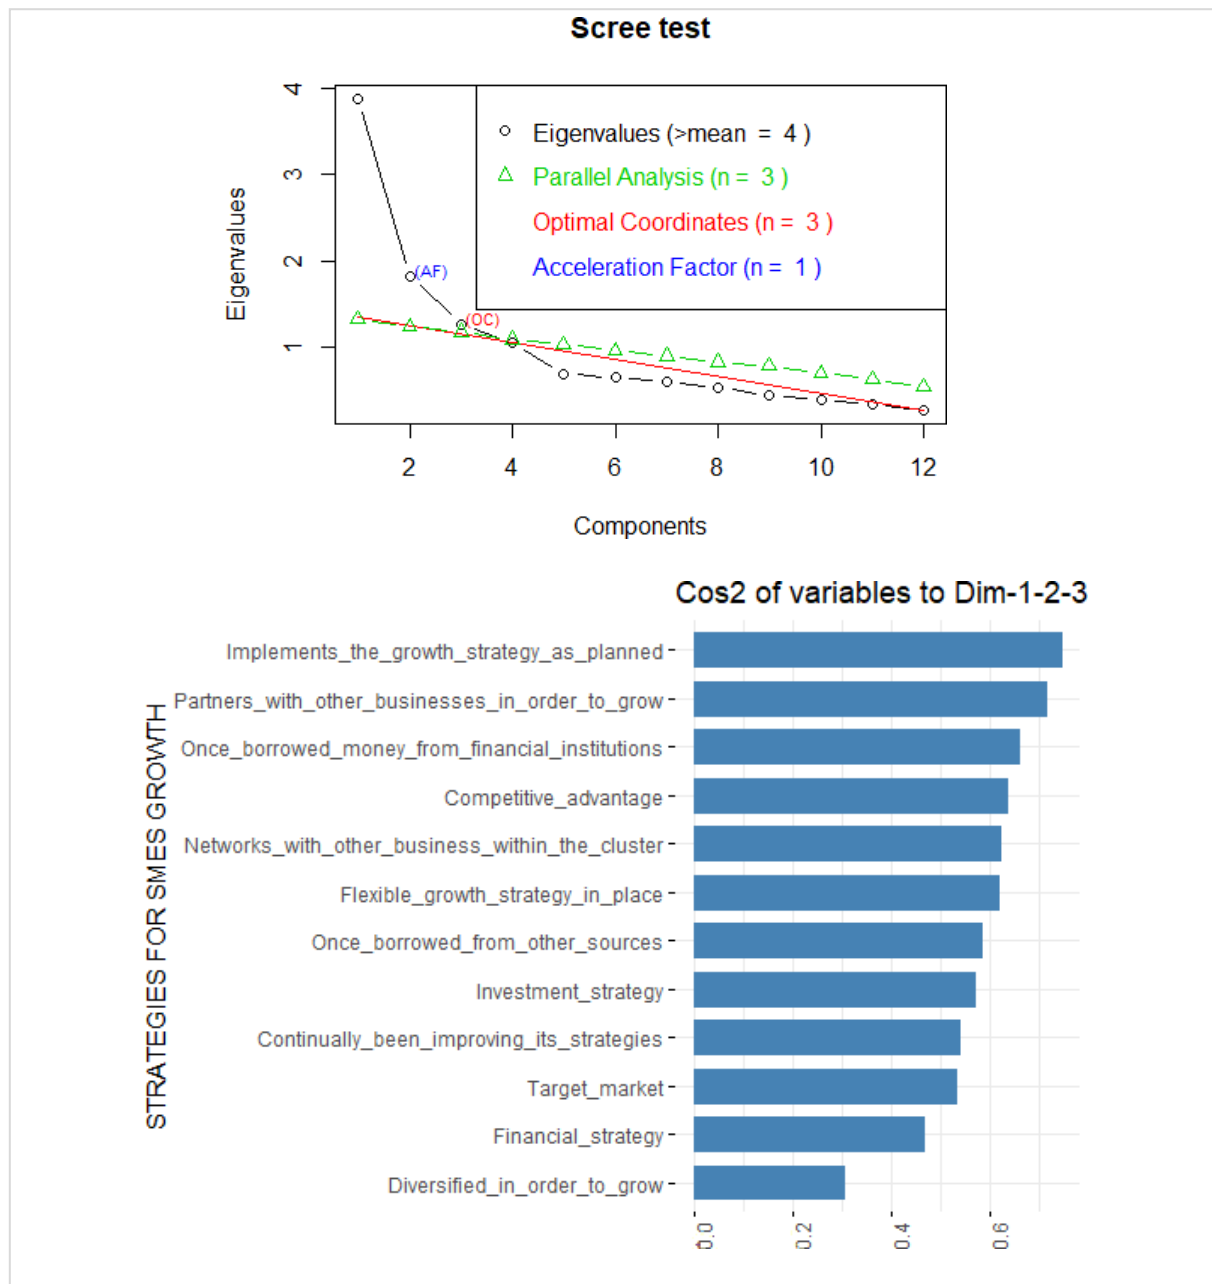 Scree test
4
3
2
1
Eigenvalues
(AF)
(OC)
Eigenvalues (>mean = 4 )
Parallel Analysis (n = 3 )
Optimal Coordinates (n = 3 )
Acceleration Factor (n = 1 )
2 4 6 8 10 12
Components
Cos2 of variables to Dim-1-2-3
STRATEGIES FOR SMES GROWTH
Implements_the_growth_strategy_as_planned
Partners_with_other_businesses_in_order_to_grow
Once_borrowed_money_from_financial_institutions
Competitive_advantage
Networks_with_other_business_within_the_cluster
Flexible_growth_strategy_in_place
Once_borrowed_from_other_sources
Investment_strategy
Continually_been_improving_its_strategies
Target_market
Financial_strategy
Diversified_in_order_to_grow
0.0 0.2 0.4 0.6